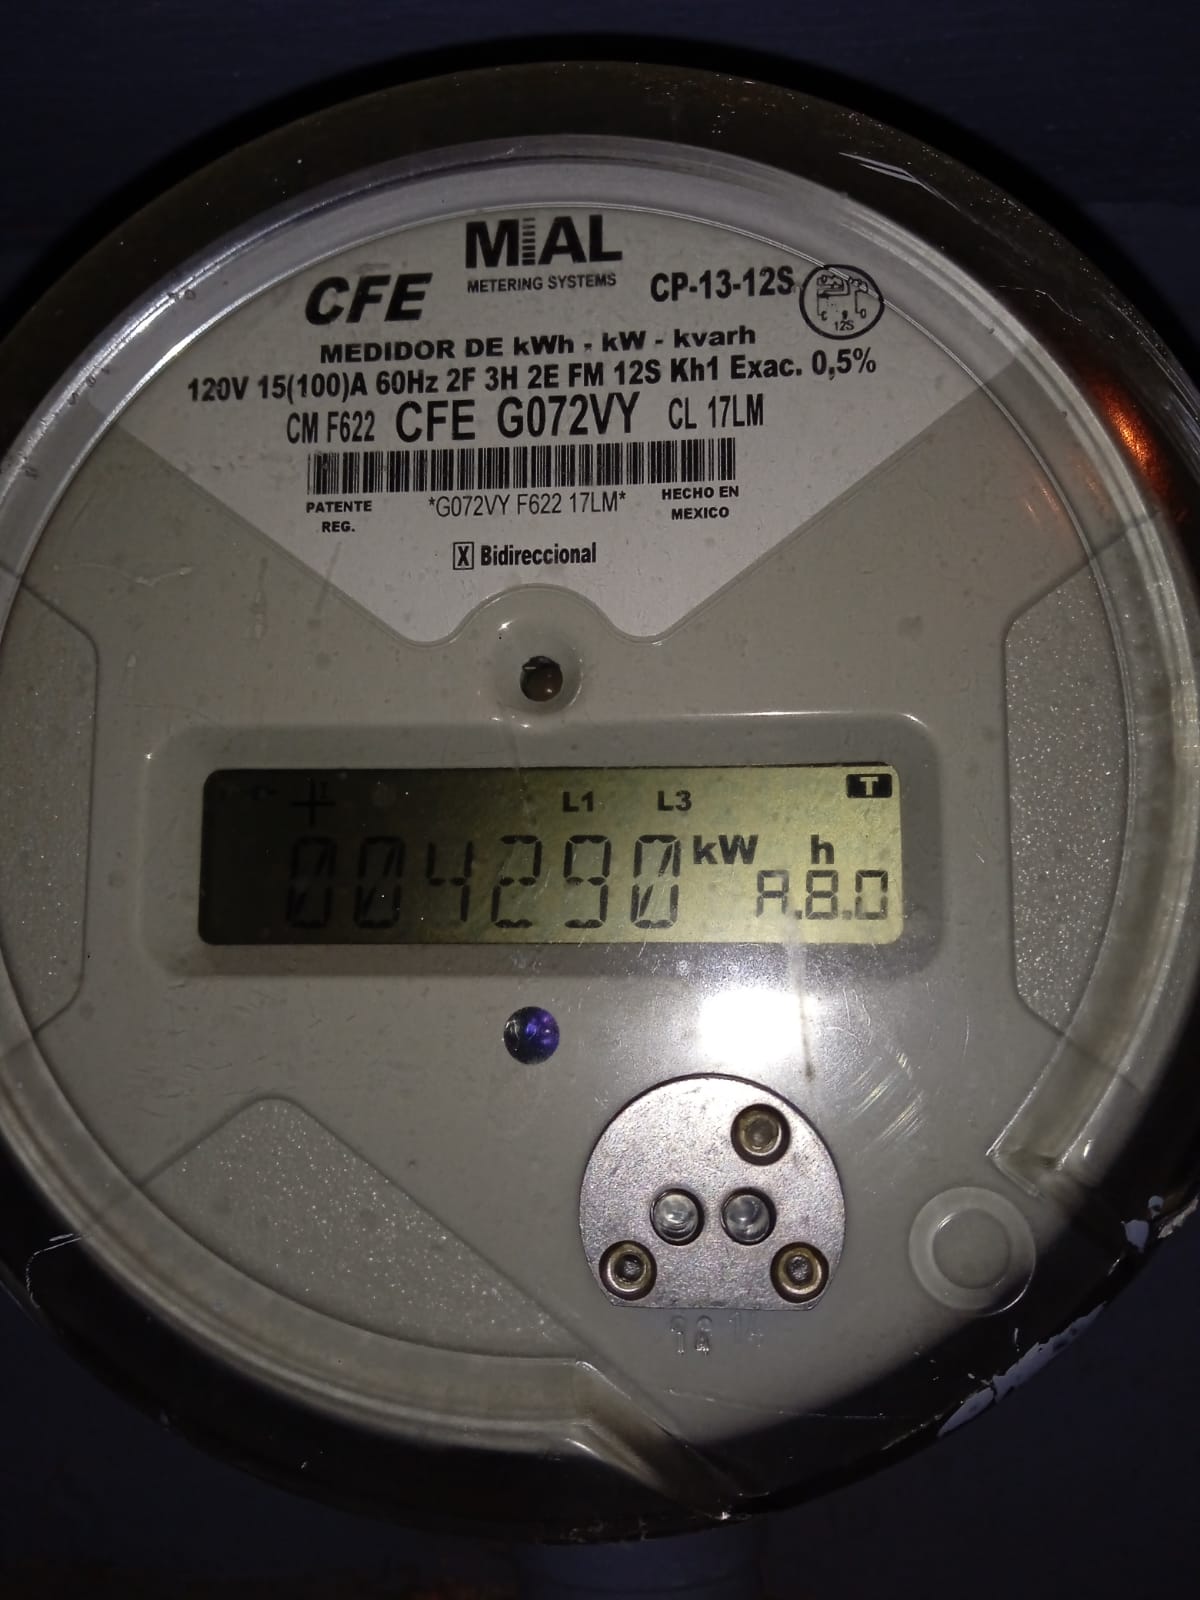 MIAL
METERING SYSTEMS
CFE
CP-13-12S
12S
MEDIDOR DE kWh - kW - kvarh
120V 15(100)A 60Hz 2F 3H 2E FM 12S Kh1 Exac. 0,5%
CM F622 CFE G072VY CL 17LM
PATENTE REG.
*G072VY F622 17LM*
HECHO EN MEXICO
X Bidireccional
L1 L3 T
004290 kW h
A.8.0